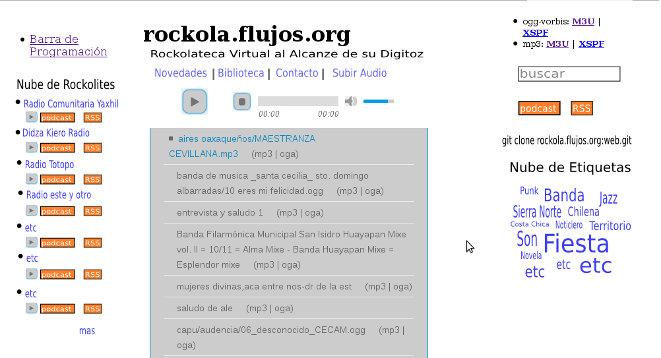 Barra de
Programación
Nube de Rockolites
Radio Comunitaria Yaxhil
podcast RSS
Didza Kiero Radio
podcast RSS
Radio Totopo
podcast RSS
Radio este y otro
podcast RSS
etc
podcast RSS
etc
podcast RSS
etc
podcast RSS
mas
rockola.flujos.org
Rockolateca Virtual al Alcanze de su Digitoz
Novedades | Biblioteca | Contacto | Subir Audio
00:00 00:00
aires oaxaqueños/MAESTRANZA
CEVILLANA.mp3 (mp3 | oga)
banda de musica _santa cecilia_ sto. domingo
albarradas/10 eres mi felicidad.ogg (mp3 | oga)
entrevista y saludo 1 (mp3 | oga)
Banda Filarmónica Municipal San Isidro Huayapam Mixe
vol. II = 10/11 = Alma Mixe - Banda Huayapan Mixe =
Esplendor mixe (mp3 | oga)
mujeres divinas,aca entre nos-dr de la est (mp3 | oga)
saludo de ale (mp3 | oga)
capu/audencia/06_desconocido_CECAM.ogg (mp3 |
oga)
ogg-vorbis: M3U |
XSPF
mp3: M3U | XSPF
buscar
podcast RSS
git clone rockola.flujos.org:web.git
Nube de Etiquetas
Punk Banda Jazz
Sierra Norte Chilena
Costa Chica. Noticiero Territorio
Son Fiesta
Novela
etc etc etc